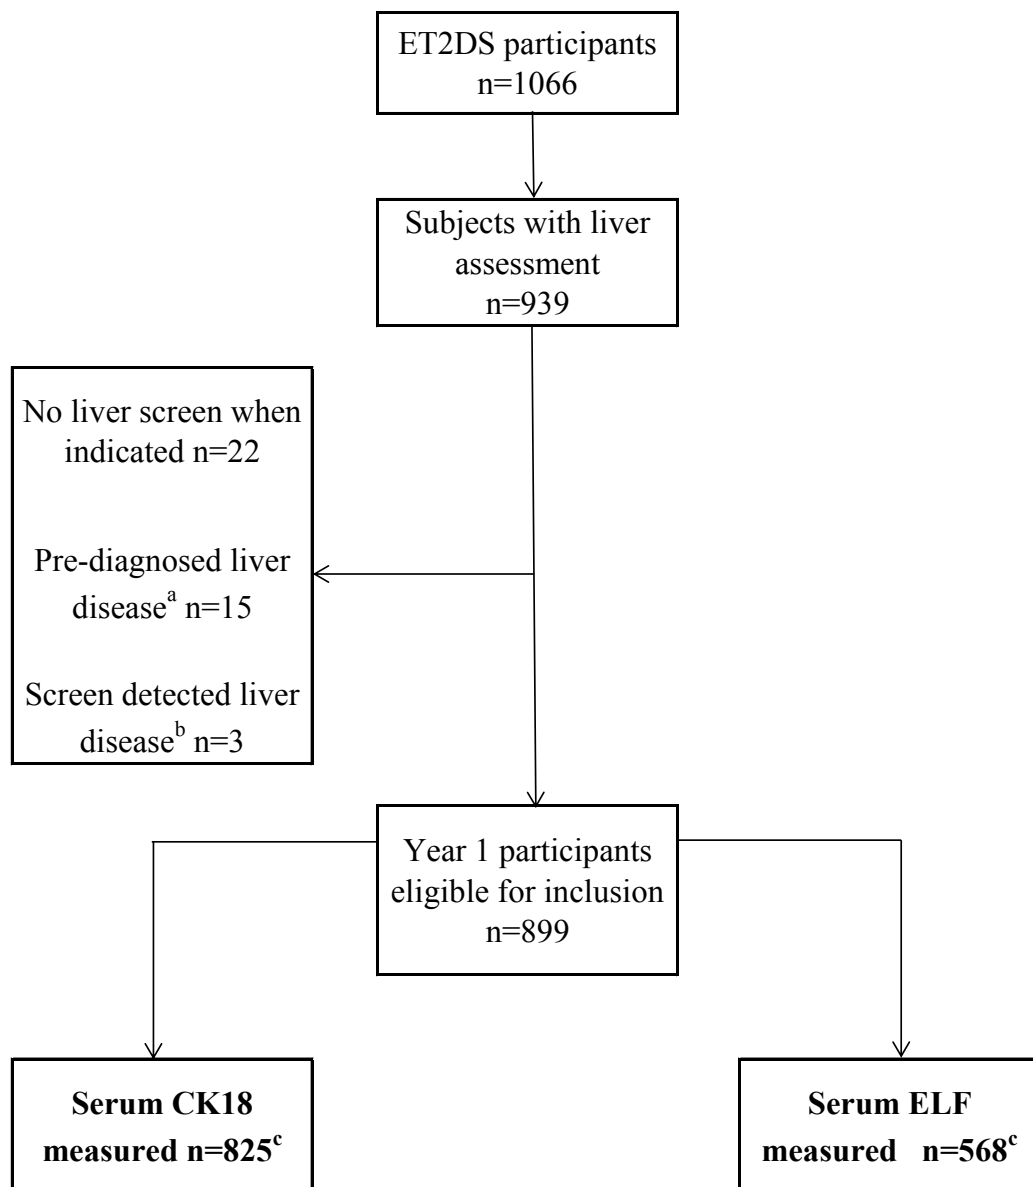 ET2DS participants
n=1066
Subjects with liver
assessment
n=939
No liver screen when
indicated n=22
Pre-diagnosed liver
disease^a n=15
Screen detected liver
disease^b n=3
Year 1 participants
eligible for inclusion
n=899
Serum CK18
measured n=825^c
Serum ELF
measured n=568^c